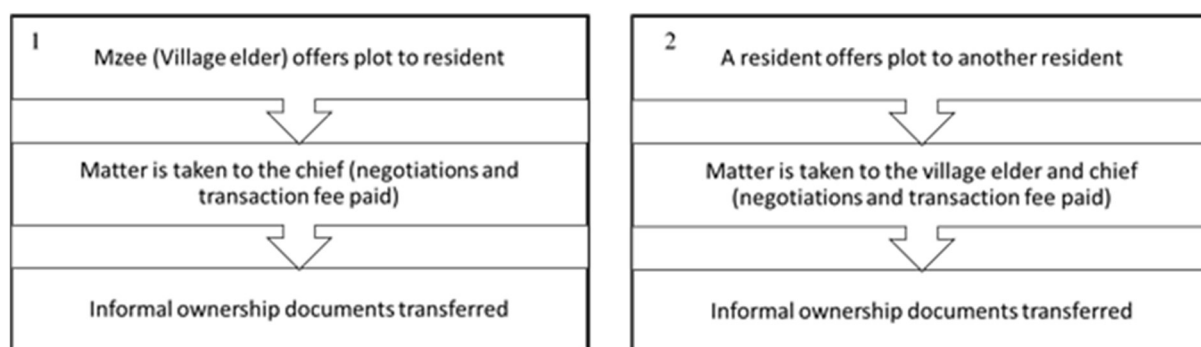 1
Mzee (Village elder) offers plot to resident
Matter is taken to the chief (negotiations and
transaction fee paid)
Informal ownership documents transferred
2
A resident offers plot to another resident
Matter is taken to the village elder and chief
(negotiations and transaction fee paid)
Informal ownership documents transferred